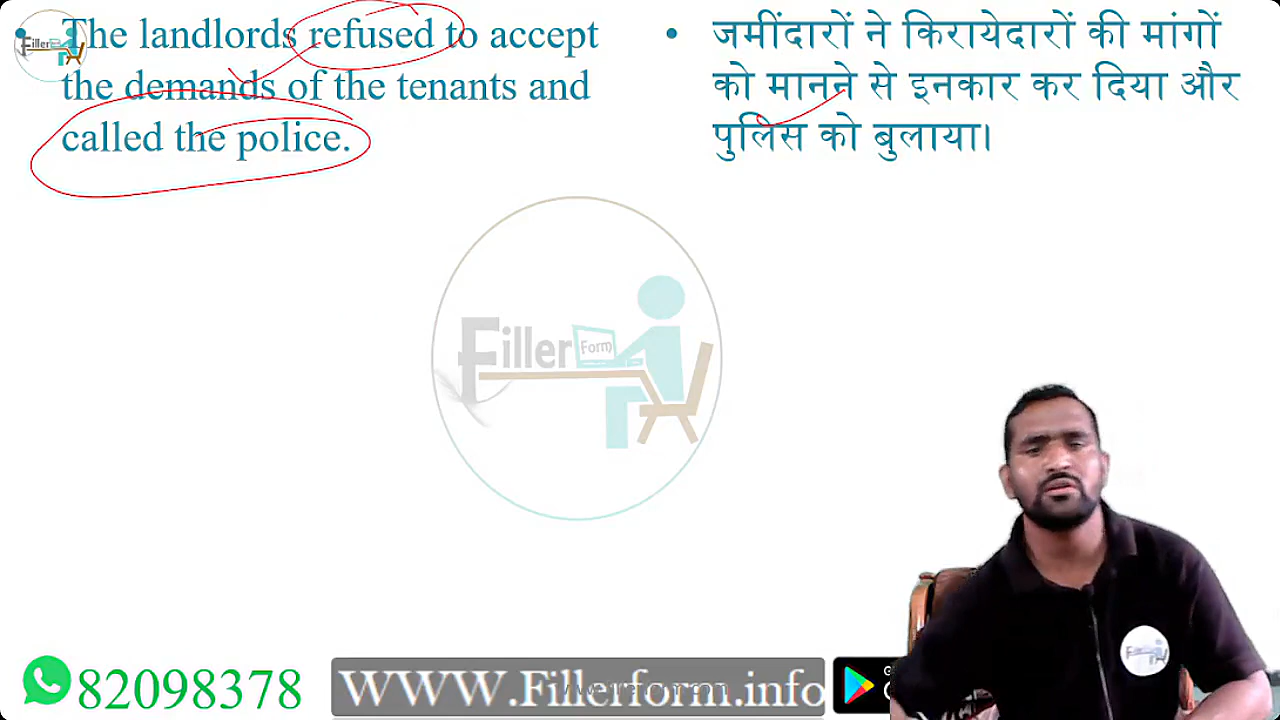 The landlords refused to accept
the demands of the tenants and
called the police.
• जमींदारों ने किरायेदारों की मांगों
को मानने से इनकार कर दिया और
पुलिस को बुलाया।
Filler Form
82098378
WWW.Fillerform.info